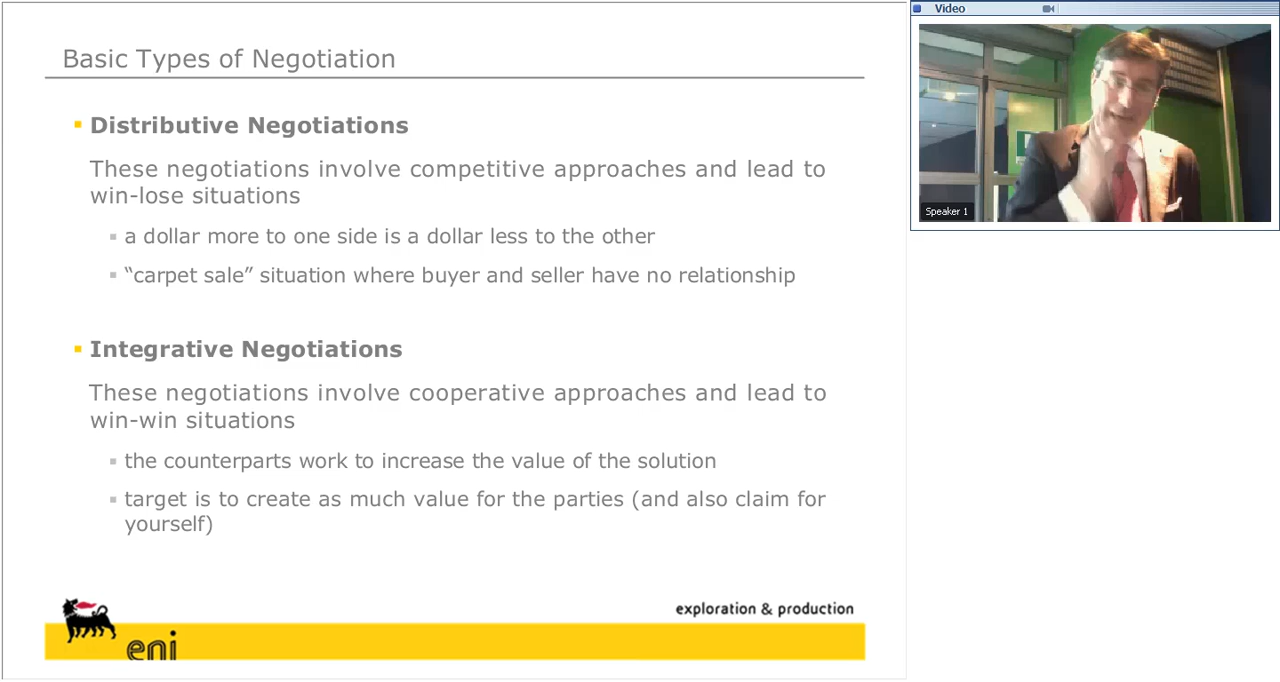 Basic Types of Negotiation
Distributive Negotiations
These negotiations involve competitive approaches and lead to
win-lose situations
a dollar more to one side is a dollar less to the other
“carpet sale” situation where buyer and seller have no relationship
Integrative Negotiations
These negotiations involve cooperative approaches and lead to
win-win situations
the counterparts work to increase the value of the solution
target is to create as much value for the parties (and also claim for
yourself)
exploration & production
eni
Video
Speaker 1